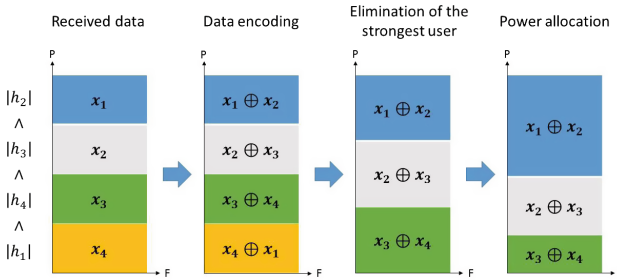 Received data
Data encoding
Elimination of the
strongest user
Power allocation
P
|h₂|
∧
|h₃|
∧
|h₄|
∧
|h₁|
x₁
x₂
x₃
x₄
F
P
x₁ ⊕ x₂
x₂ ⊕ x₃
x₃ ⊕ x₄
x₄ ⊕ x₁
F
P
x₁ ⊕ x₂
x₂ ⊕ x₃
x₃ ⊕ x₄
F
P
x₁ ⊕ x₂
x₂ ⊕ x₃
x₃ ⊕ x₄
F